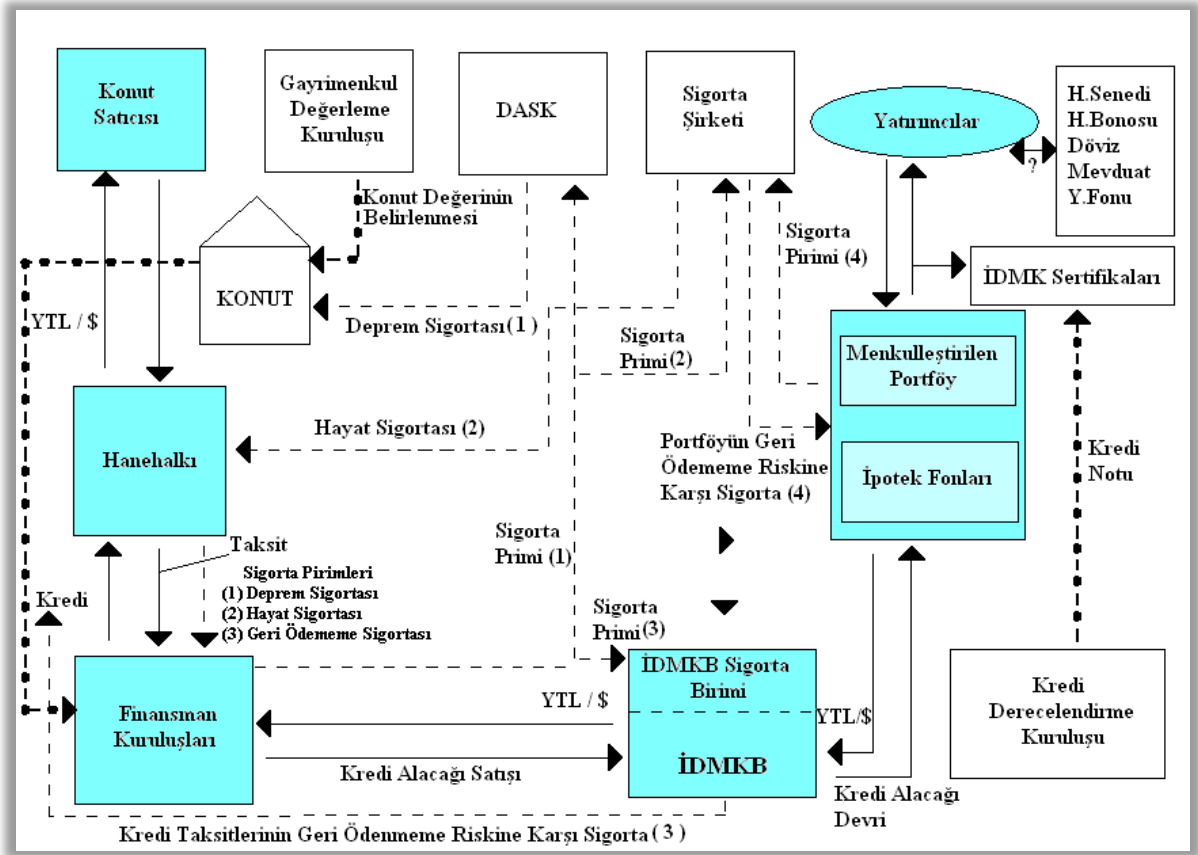 Konut
Satıcısı
Gayrimenkul
Değerleme
Kuruluşu
DASK
Sigorta
Şirketi
Yatırımcılar
H.Senedi
H.Bonosu
Döviz
Mevduat
Y.Fonu
?
Konut Değerinin
Belirlenmesi
Sigorta
Pirimi (4)
İDMK Sertifikaları
KONUT
YTL / $
Deprem Sigortası(1)
Sigorta
Primi(2)
Menkulleştirilen
Portföy
Hayat Sigortası (2)
Hanehalkı
Portföyün Geri
Ödememe Riskine
Karşı Sigorta (4)
İpotek Fonları
Kredi
Notu
Sigorta
Primi (1)
Taksit
Sigorta Pirimleri
(1) Deprem Sigortası
(2) Hayat Sigortası
(3) Geri Ödememe Sigortası
Kredi
Sigorta
Primi(3)
İDMKB Sigorta
Birimi
İDMKB
YTL / $
YTL/$
Finansman
Kuruluşları
Kredi Alacağı Satışı
Kredi
Derecelendirme
Kuruluşu
Kredi Alacağı
Devri
Kredi Taksitlerinin Geri Ödenmeme Riskine Karşı Sigorta ( 3 )